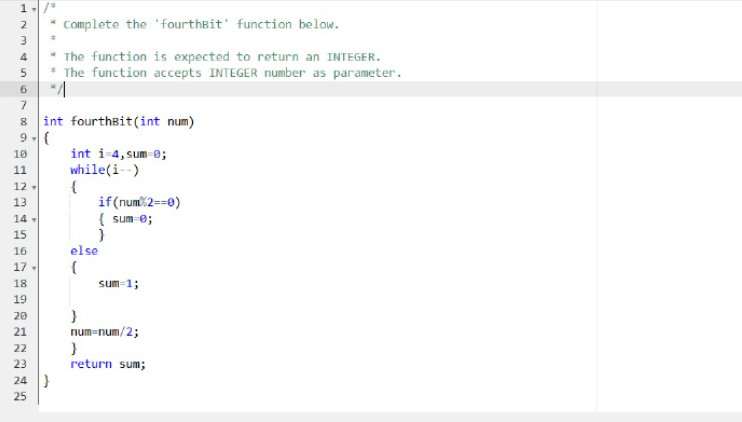 1 /*
2  * Complete the 'fourthBit' function below.
3  *
4  * The function is expected to return an INTEGER.
5  * The function accepts INTEGER number as parameter.
6  */
7
8 int fourthBit(int num)
9 {
10     int i=4,sum=0;
11     while(i--)
12     {
13         if(num%2==0)
14         { sum=0;
15         }
16     else
17     {
18         sum=1;
19
20     }
21     num=num/2;
22     }
23     return sum;
24 }
25